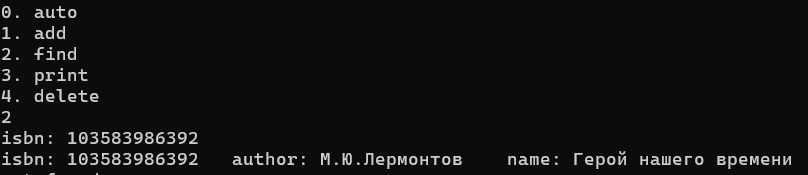 0. auto
1. add
2. find
3. print
4. delete
2
isbn: 103583986392
isbn: 103583986392   author: М.Ю.Лермонтов    name: Герой нашего времени